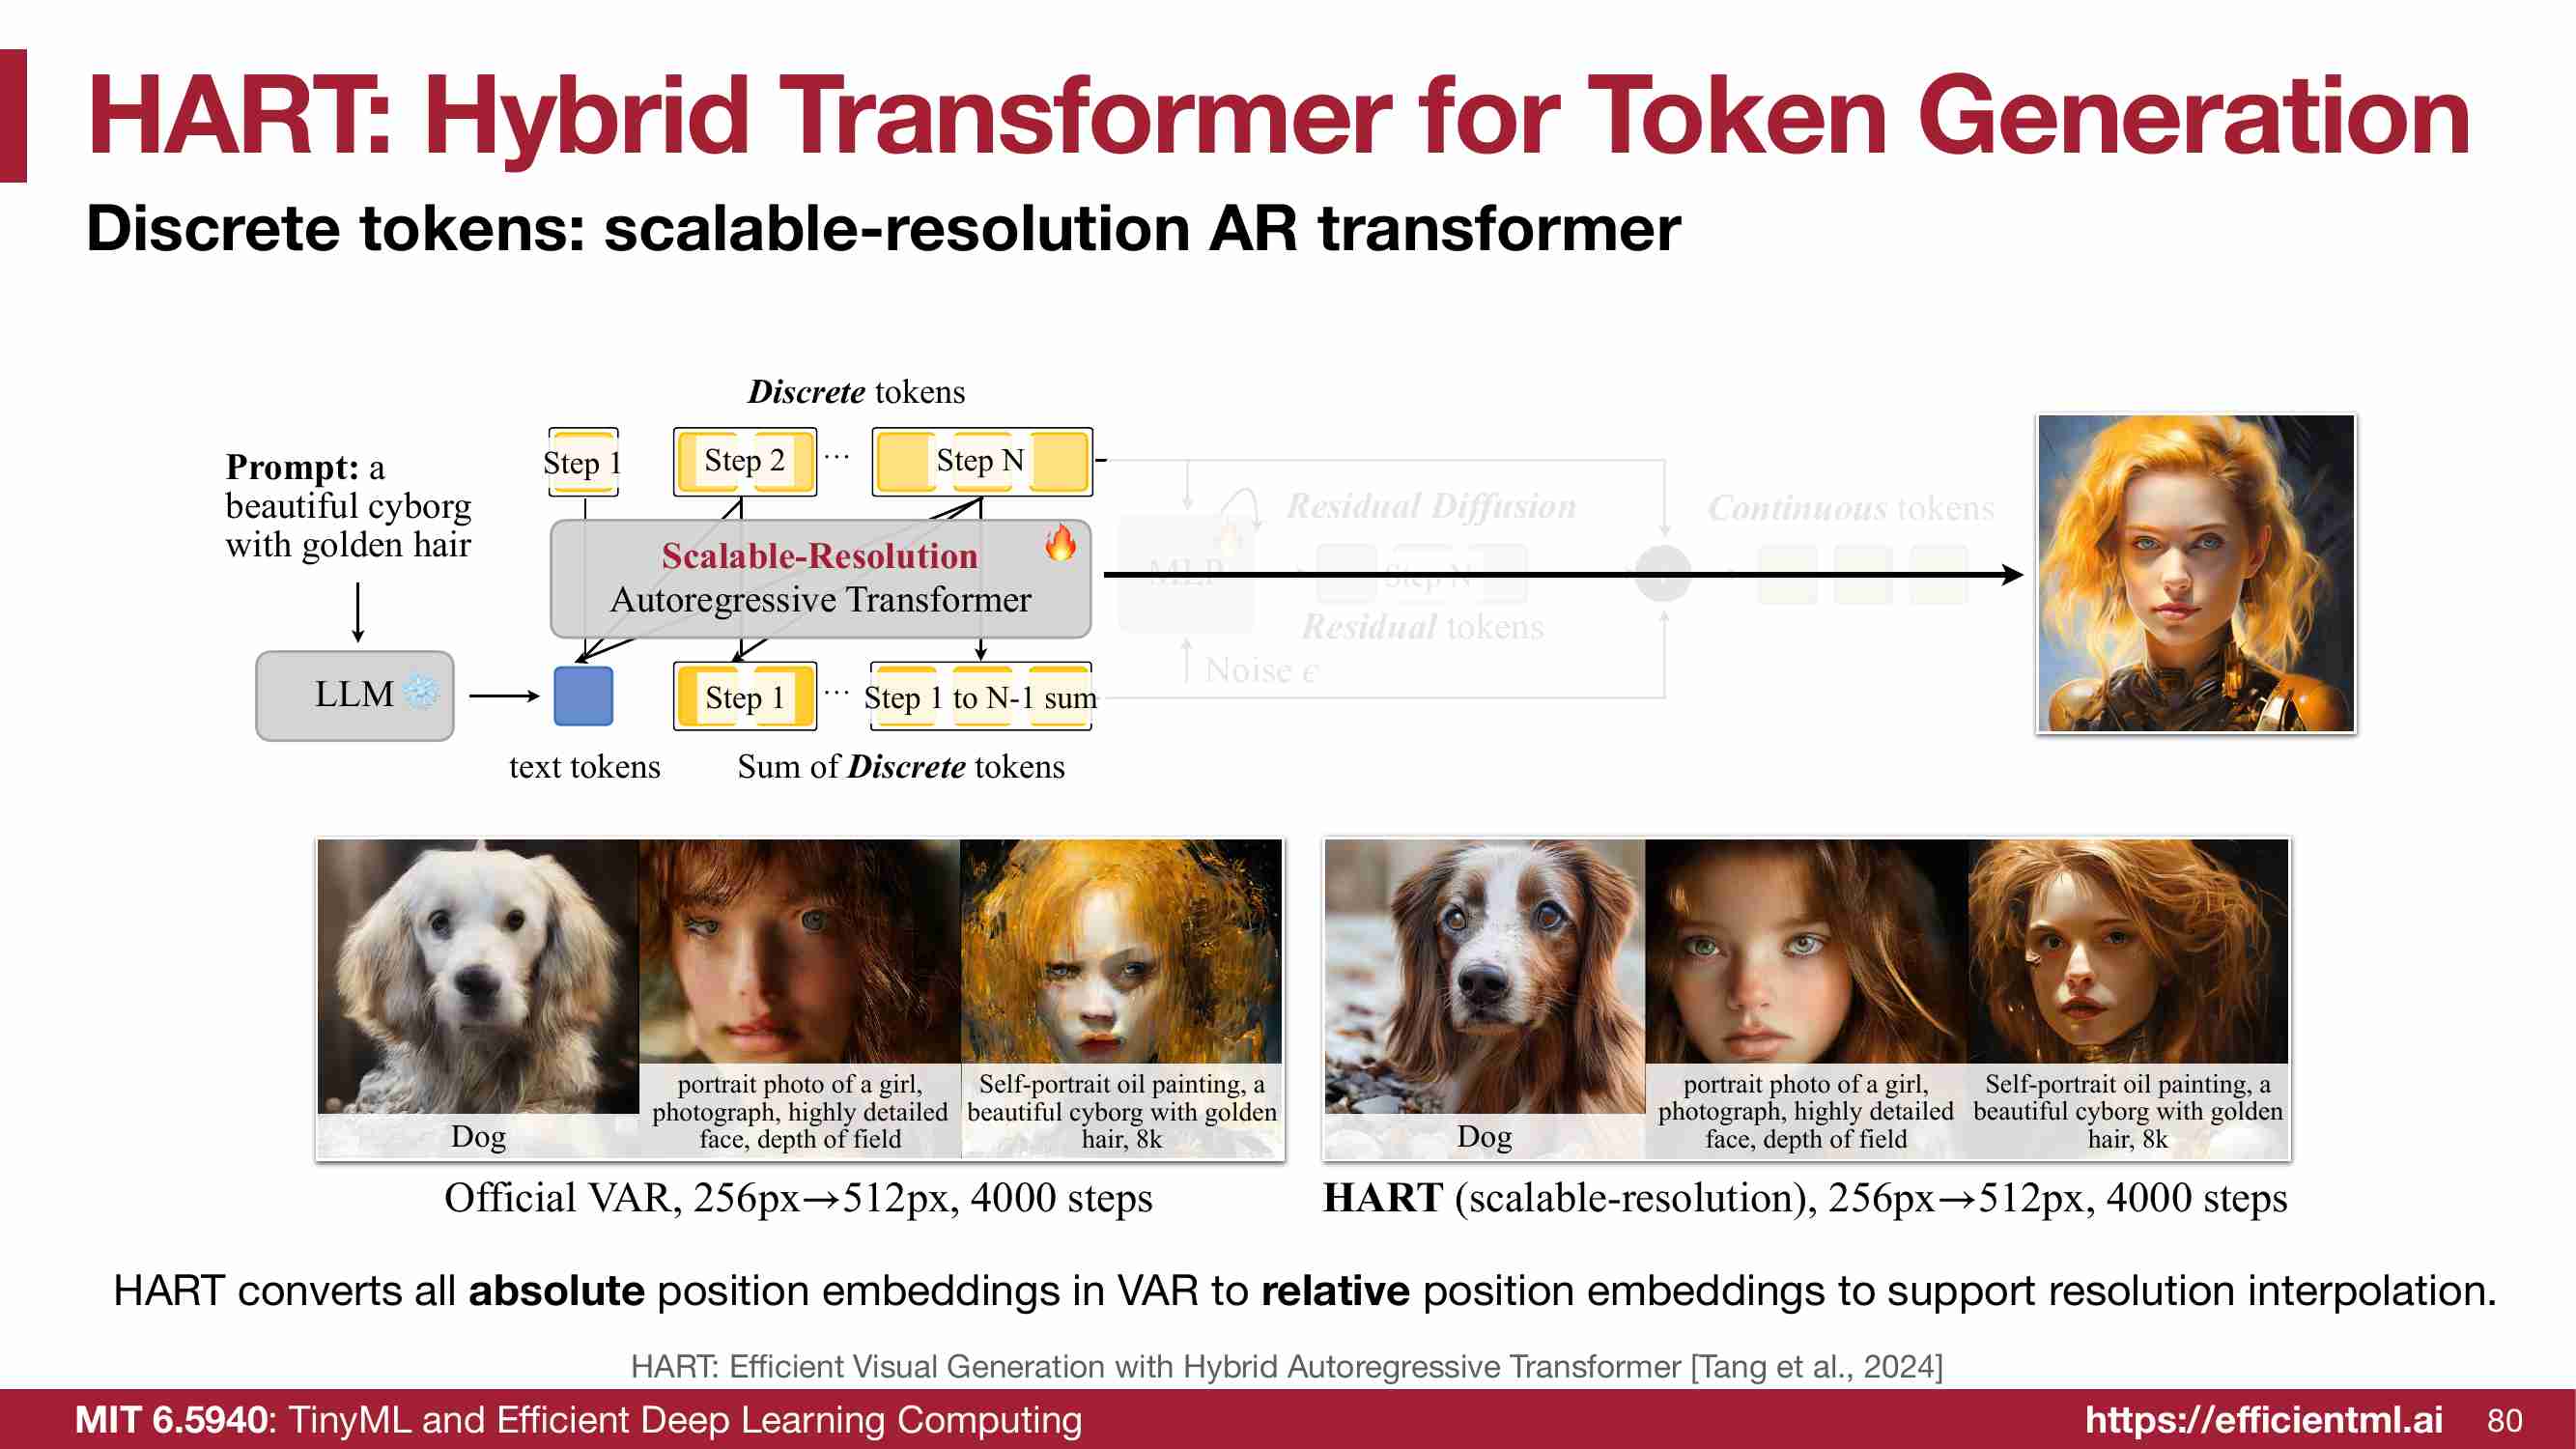 HART: Hybrid Transformer for Token Generation
Discrete tokens: scalable-resolution AR transformer
Discrete tokens
Prompt: a
beautiful cyborg
with golden hair
Step 1
Step 2
...
Step N
Scalable-Resolution
Autoregressive Transformer
LLM
Step 1
...
Step 1 to N-1 sum
text tokens
Sum of Discrete tokens
MLP
Residual Diffusion
Step N
Residual tokens
Noise ϵ
Continuous tokens
Dog
portrait photo of a girl,
photograph, highly detailed
face, depth of field
Self-portrait oil painting, a
beautiful cyborg with golden
hair, 8k
Official VAR, 256px→512px, 4000 steps
Dog
portrait photo of a girl,
photograph, highly detailed
face, depth of field
Self-portrait oil painting, a
beautiful cyborg with golden
hair, 8k
HART (scalable-resolution), 256px→512px, 4000 steps
HART converts all absolute position embeddings in VAR to relative position embeddings to support resolution interpolation.
HART: Efficient Visual Generation with Hybrid Autoregressive Transformer [Tang et al., 2024]
MIT 6.5940: TinyML and Efficient Deep Learning Computing
https://efficientml.ai
80